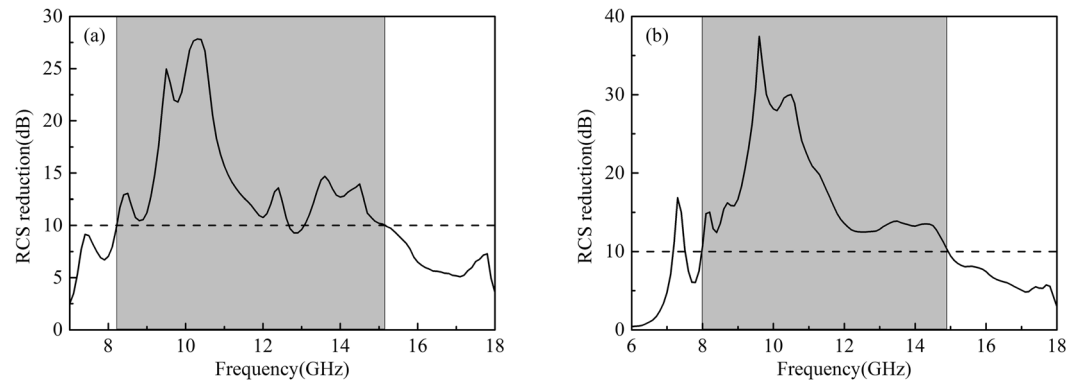 (a)
RCS reduction(dB)
30
25
20
15
10
5
0
8 10 12 14 16 18
Frequency(GHz)
(b)
RCS reduction(dB)
40
30
20
10
0
6 8 10 12 14 16 18
Frequency(GHz)